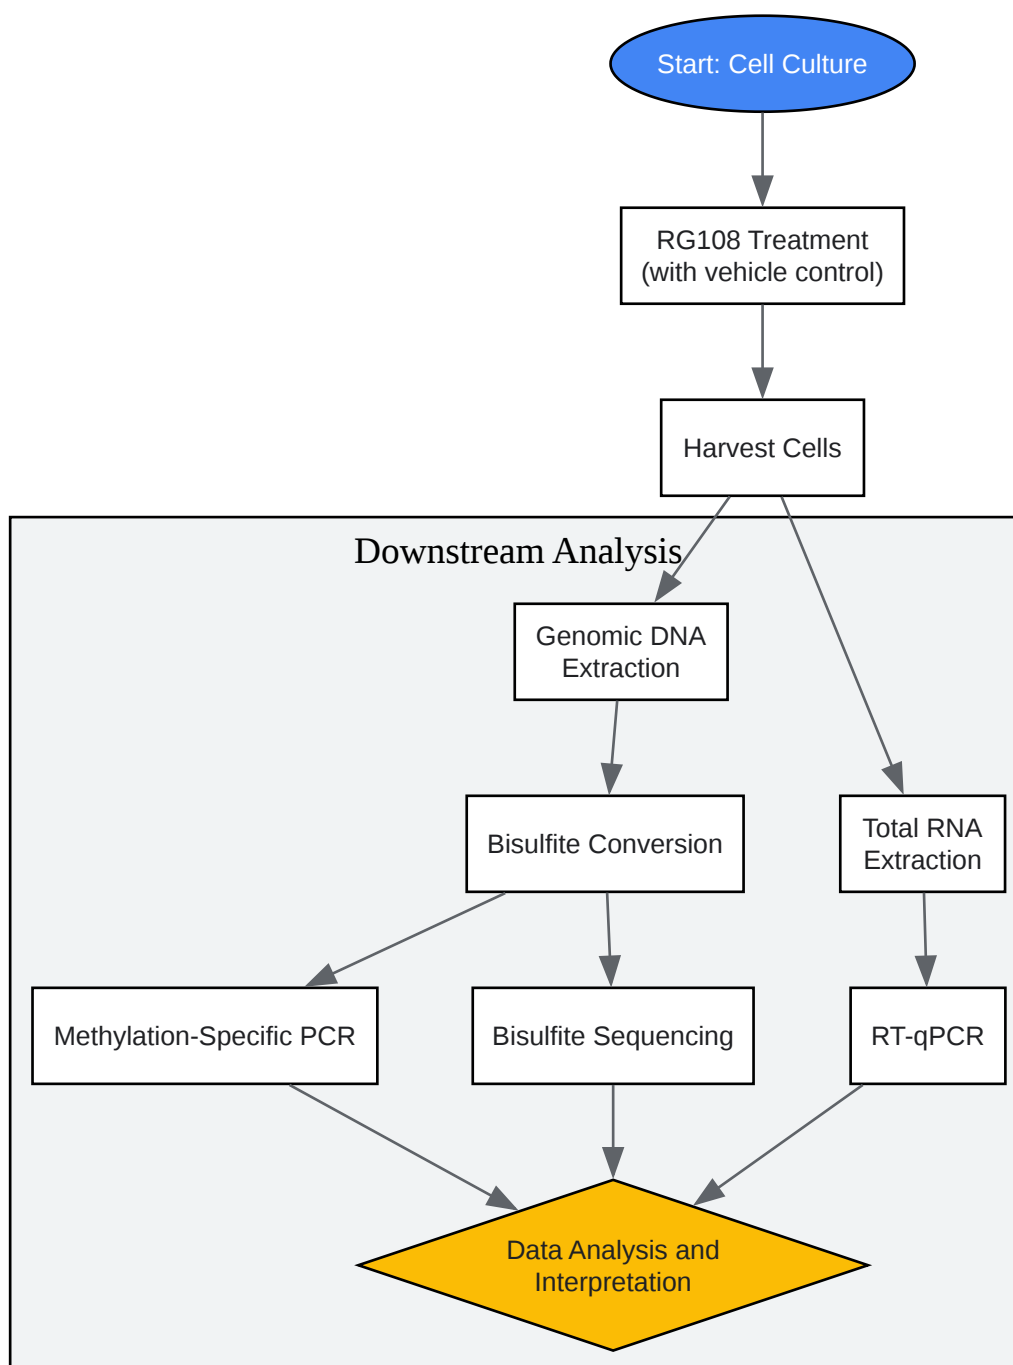 Start: Cell Culture
RG108 Treatment
(with vehicle control)
Harvest Cells
Downstream Analysis
Genomic DNA
Extraction
Bisulfite Conversion
Total RNA
Extraction
Methylation-Specific PCR
Bisulfite Sequencing
RT-qPCR
Data Analysis and
Interpretation